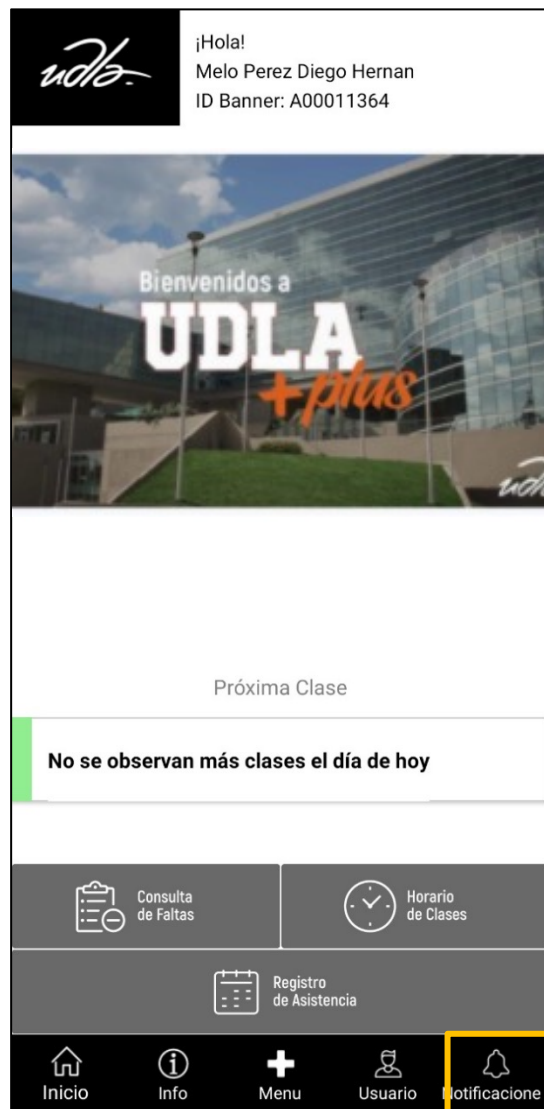 udla-
¡Hola!
Melo Perez Diego Hernan
ID Banner: A00011364
Bienvenidos a
UDLA
+plus
udla
Próxima Clase
No se observan más clases el día de hoy
Consulta
de Faltas
Horario
de Clases
Registro
de Asistencia
Inicio
Info
Menu
Usuario
Notificacione